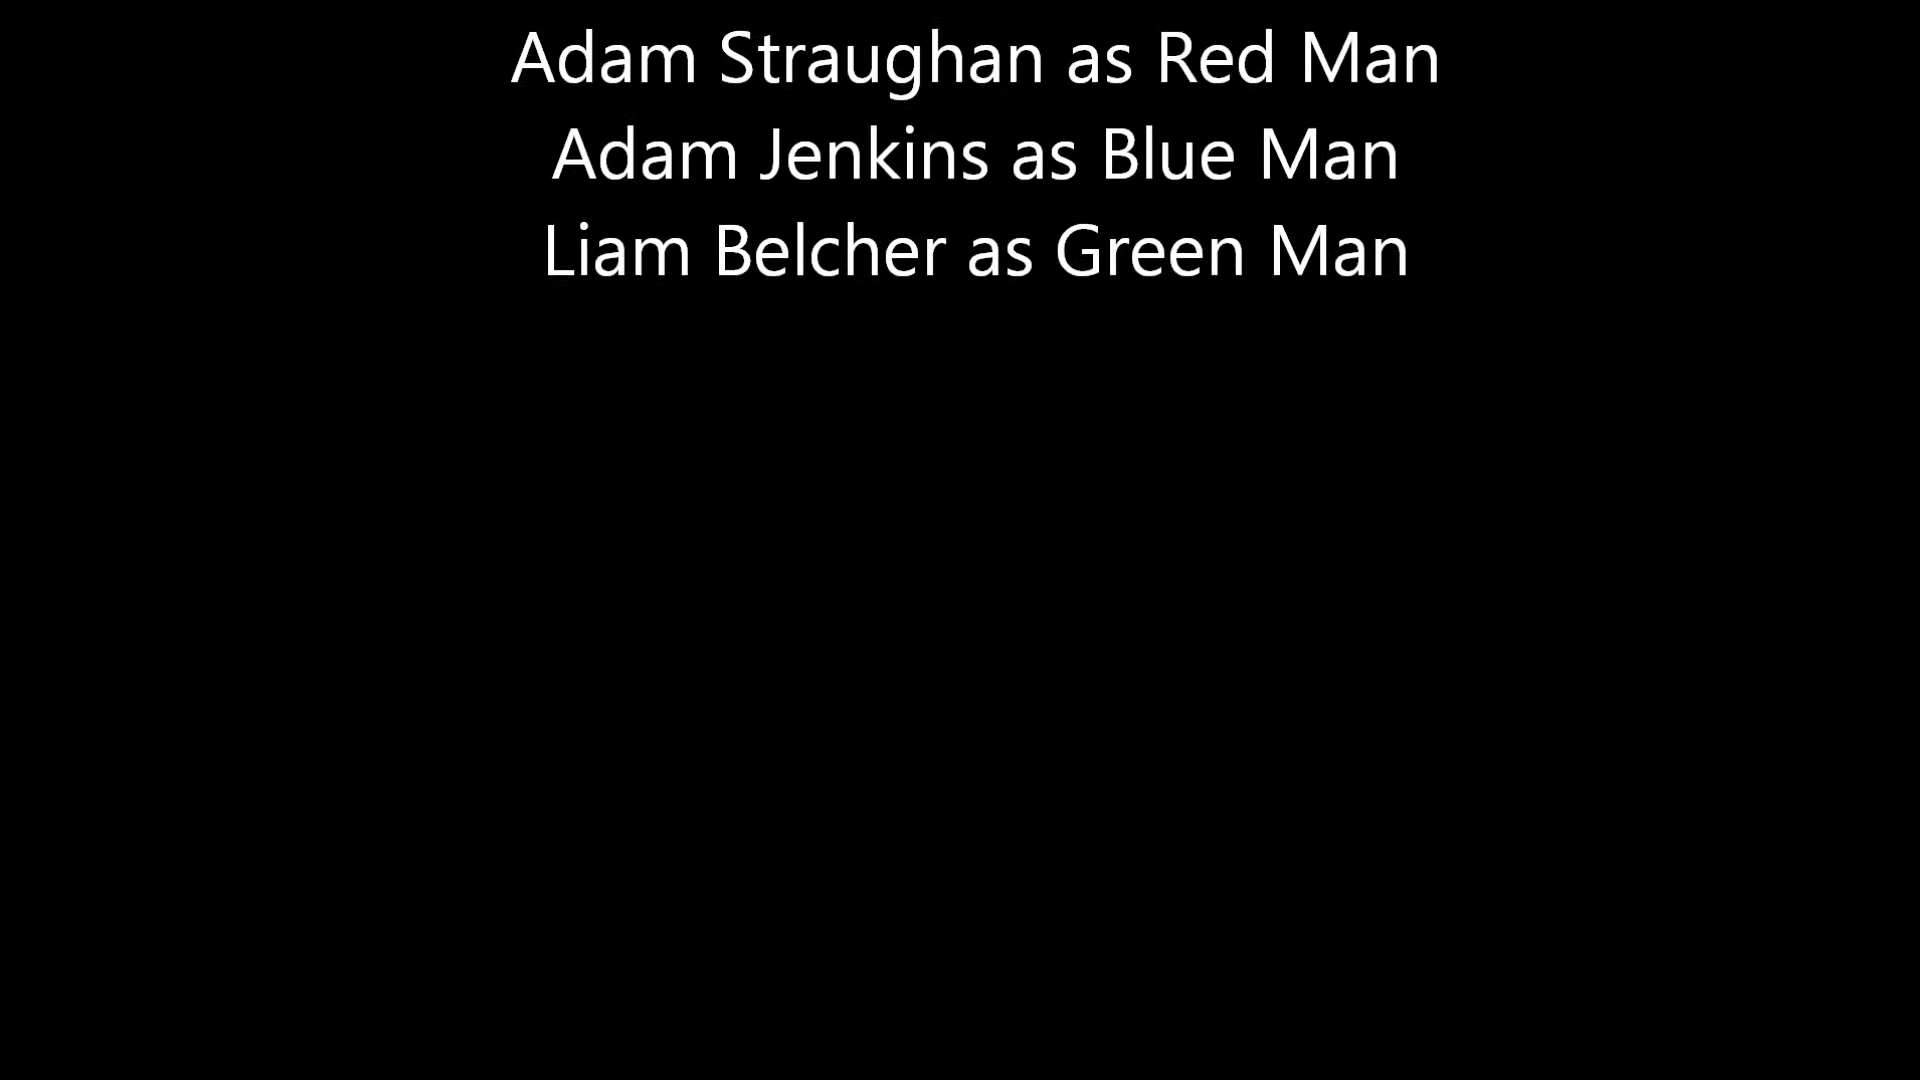 Adam Straughan as Red Man
Adam Jenkins as Blue Man
Liam Belcher as Green Man